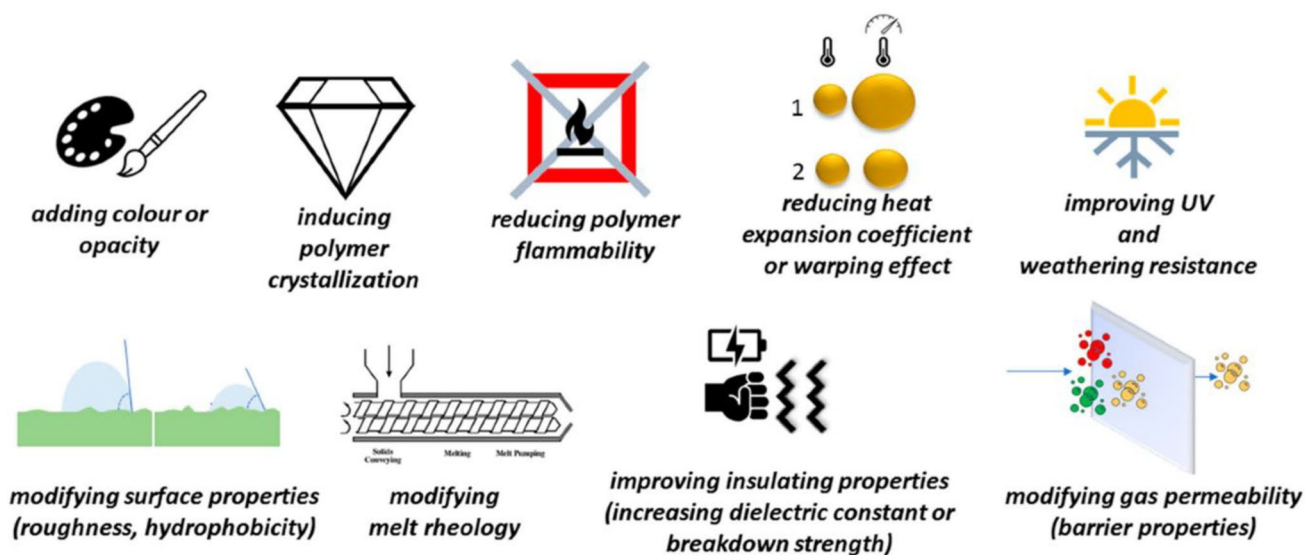 adding colour or
opacity
inducing
polymer
crystallization
reducing polymer
flammability
1
2
reducing heat
expansion coefficient
or warping effect
improving UV
and
weathering resistance
modifying surface properties
(roughness, hydrophobicity)
Solids
Conveying
Melting
Melt Pumping
modifying
melt rheology
improving insulating properties
(increasing dielectric constant or
breakdown strength)
modifying gas permeability
(barrier properties)